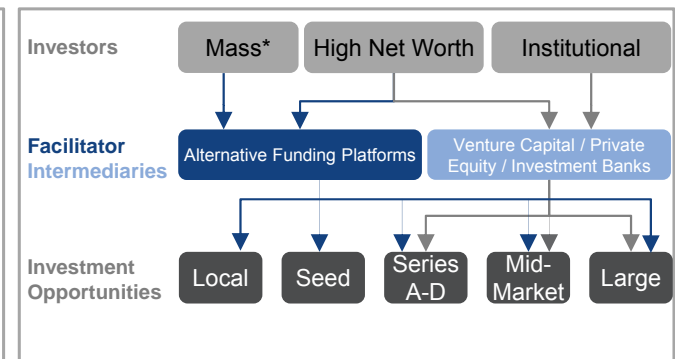 Investors
Mass*
High Net Worth
Institutional
Facilitator
Intermediaries
Alternative Funding Platforms
Venture Capital / Private
Equity / Investment Banks
Investment
Opportunities
Local
Seed
Series
A-D
Mid-
Market
Large